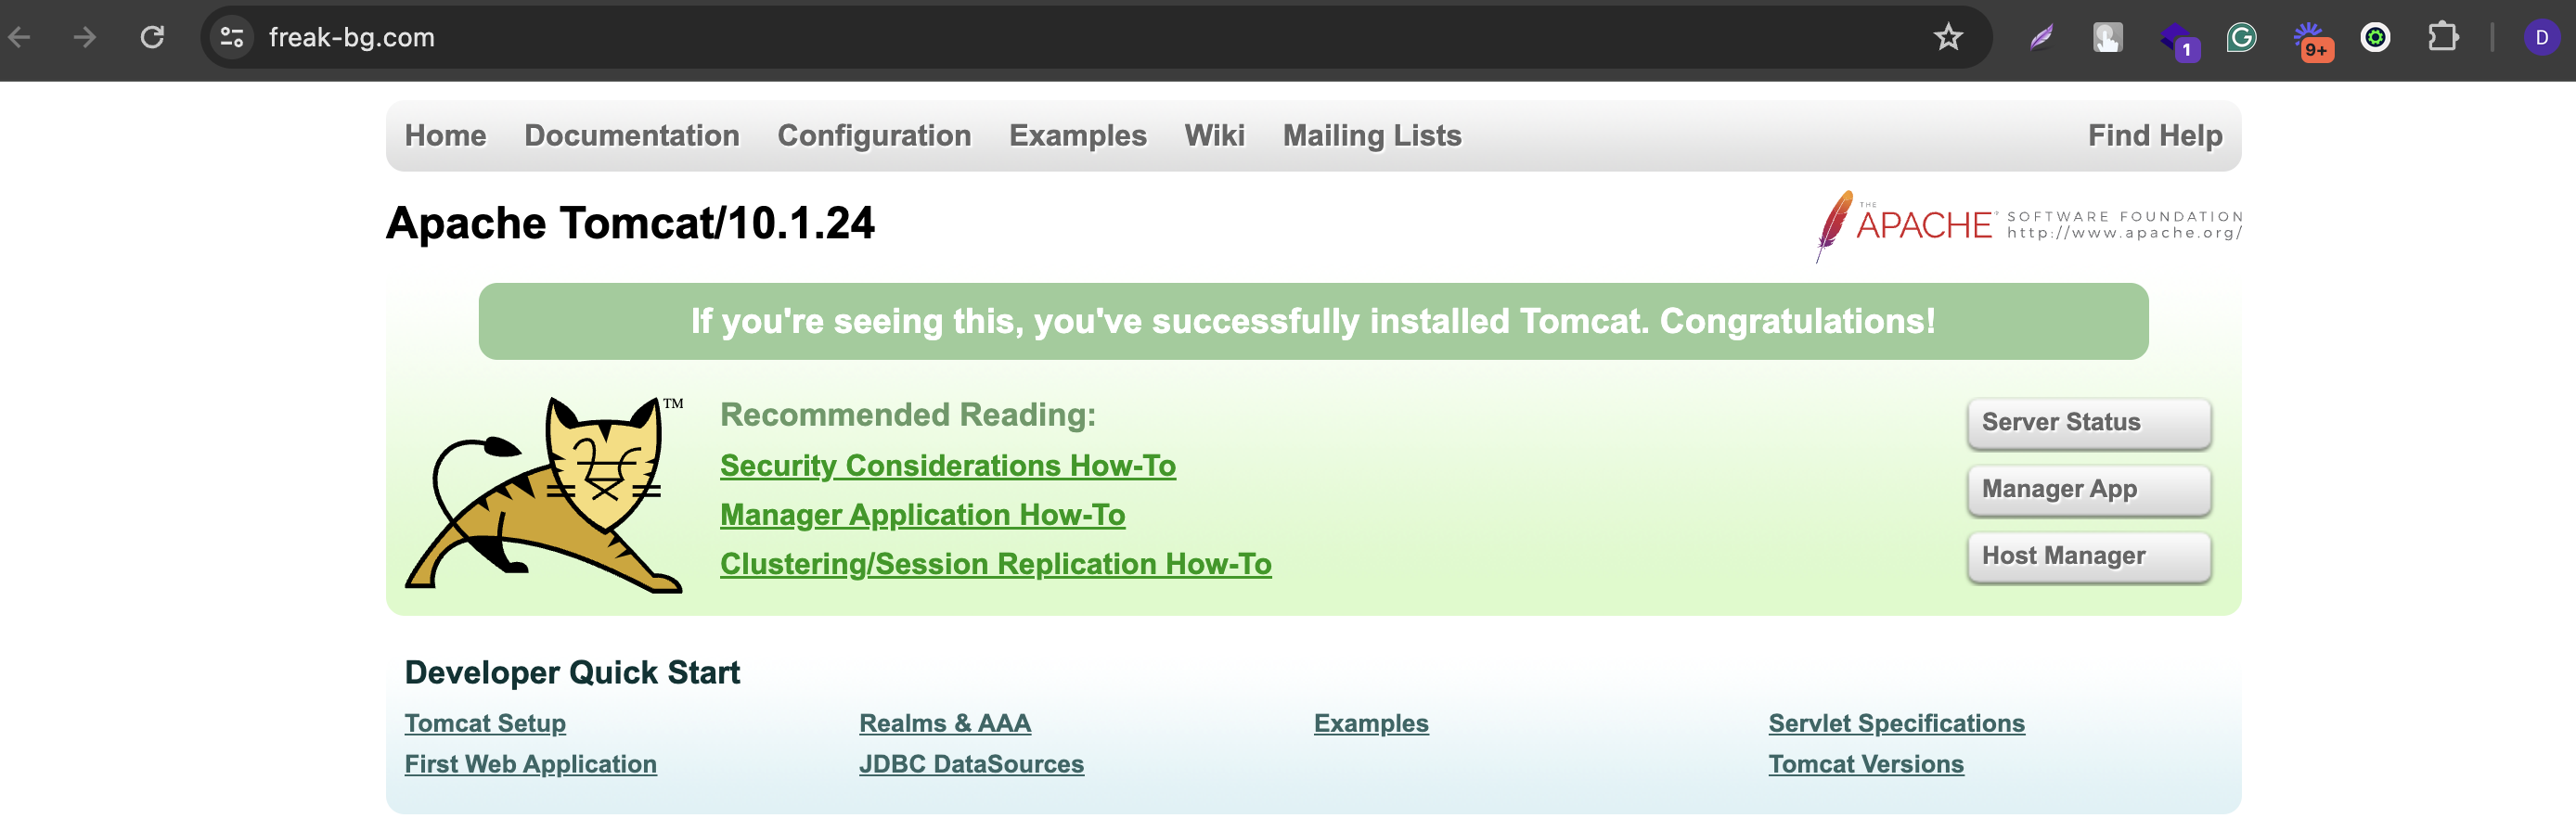 freak-bg.com
1
9+
D
Home Documentation Configuration Examples Wiki Mailing Lists Find Help
Apache Tomcat/10.1.24
THE
APACHE
SOFTWARE FOUNDATION
http://www.apache.org/
If you're seeing this, you've successfully installed Tomcat. Congratulations!
TM
Recommended Reading:
Security Considerations How-To
Manager Application How-To
Clustering/Session Replication How-To
Server Status
Manager App
Host Manager
Developer Quick Start
Tomcat Setup
First Web Application
Realms & AAA
JDBC DataSources
Examples
Servlet Specifications
Tomcat Versions